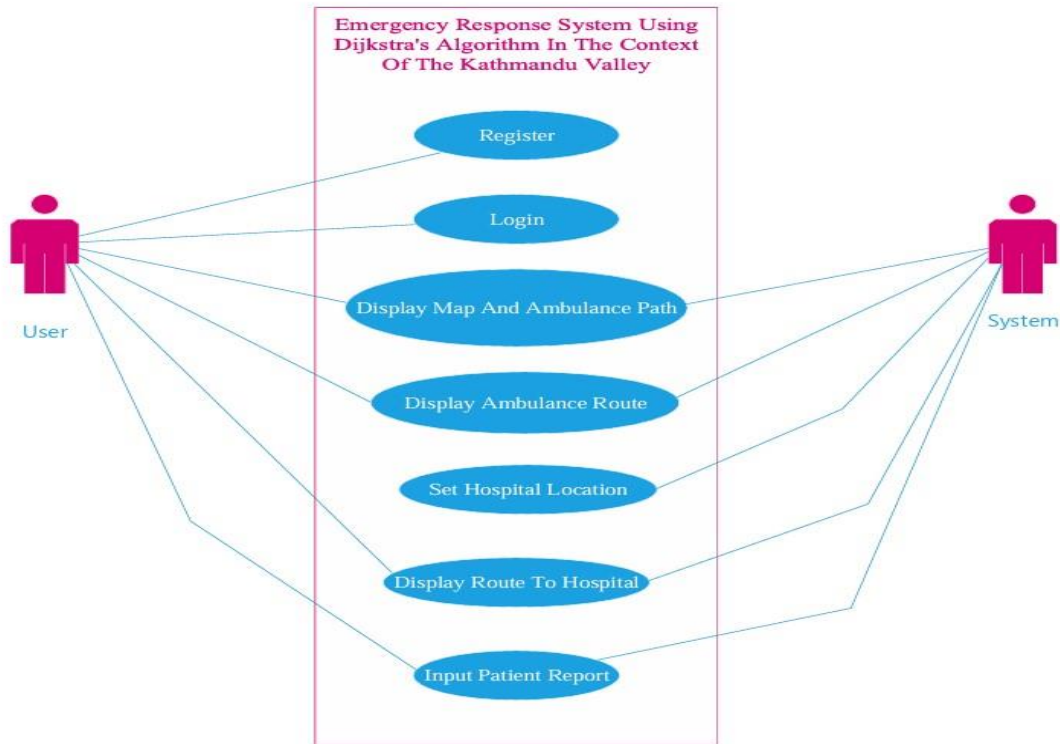 Emergency Response System Using
Dijkstra's Algorithm In The Context
Of The Kathmandu Valley
Register
Login
Display Map And Ambulance Path
User
System
Display Ambulance Route
Set Hospital Location
Display Route To Hospital
Input Patient Report